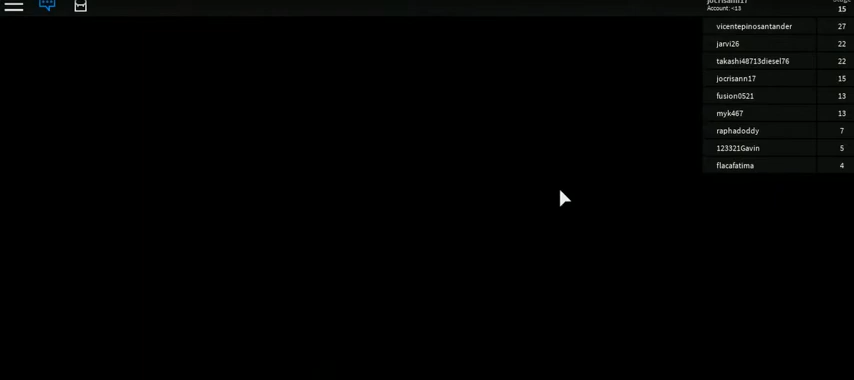 jocrisann17
Account: <13
Stage
15
vicentepinosantander 27
jarvi26 22
takashi48713diesel76 22
jocrisann17 15
fusion0521 13
myk467 13
raphadoddy 7
123321Gavin 5
flacafatima 4